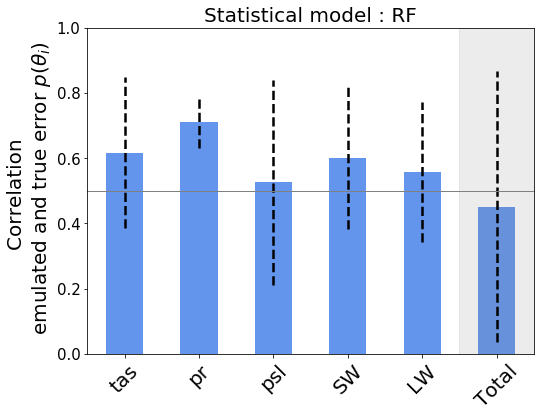 Statistical model : RF
Correlation
emulated and true error p(θᵢ)
1.0
0.8
0.6
0.4
0.2
0.0
tas
pr
psl
SW
LW
Total